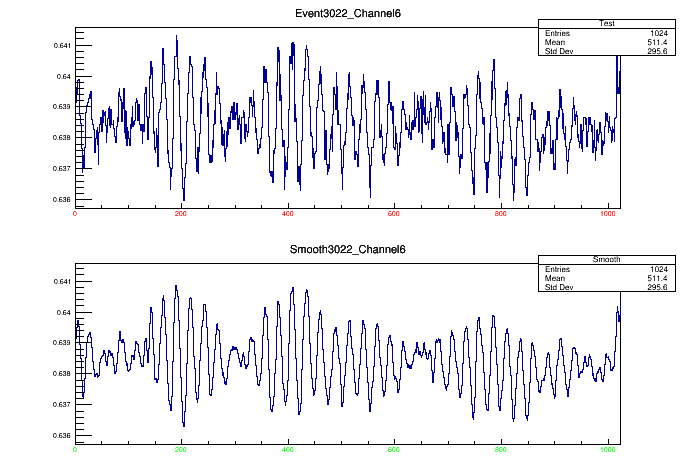 Event3022_Channel6
Test
Entries 1024
Mean 511.4
Std Dev 295.6
0.641
0.64
0.639
0.638
0.637
0.636
0 200 400 600 800 1000
Smooth3022_Channel6
Smooth
Entries 1024
Mean 511.4
Std Dev 295.6
0.641
0.64
0.639
0.638
0.637
0.636
0 200 400 600 800 1000